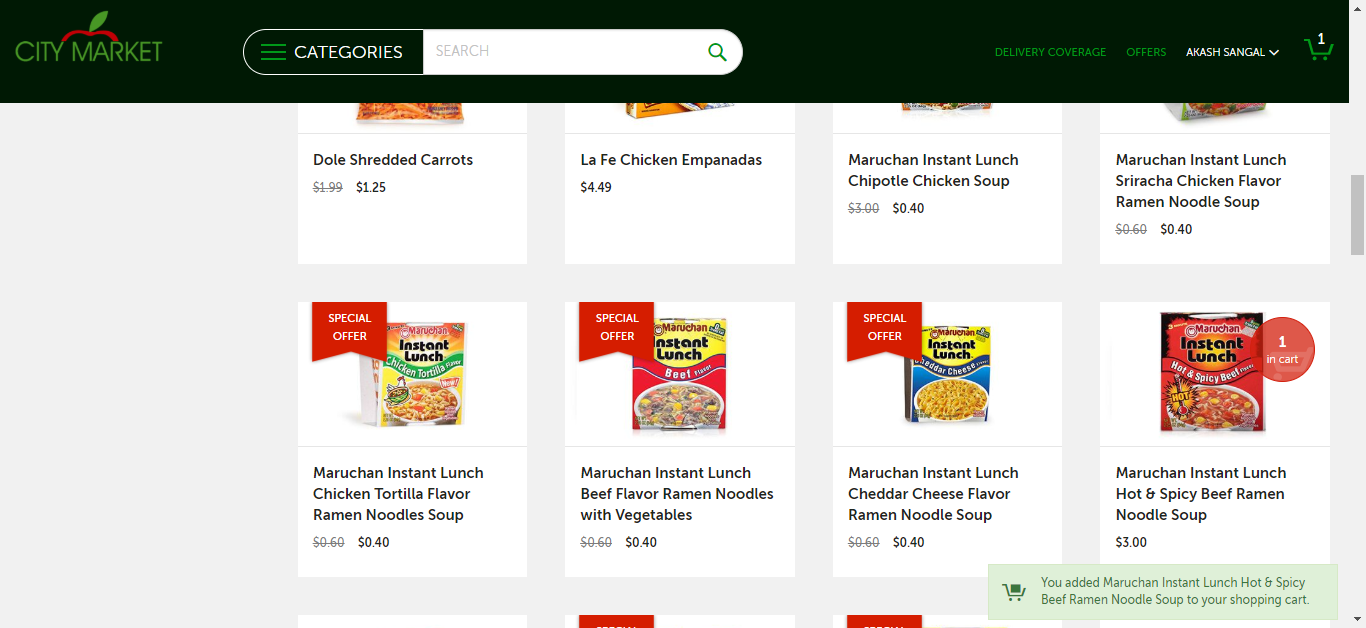 CITY MARKET
CATEGORIES
SEARCH
DELIVERY COVERAGE
OFFERS
AKASH SANGAL
1
Dole Shredded Carrots
$1.99 $1.25
La Fe Chicken Empanadas
$4.49
Maruchan Instant Lunch
Chipotle Chicken Soup
$3.00 $0.40
Maruchan Instant Lunch
Sriracha Chicken Flavor
Ramen Noodle Soup
$0.60 $0.40
SPECIAL
OFFER
Maruchan
Instant
Lunch
Chicken Tortilla Flavor
New!
Maruchan Instant Lunch
Chicken Tortilla Flavor
Ramen Noodles Soup
$0.60 $0.40
SPECIAL
OFFER
Maruchan
Instant
Lunch
Beef Flavor
Maruchan Instant Lunch
Beef Flavor Ramen Noodles
with Vegetables
$0.60 $0.40
SPECIAL
OFFER
Maruchan
Instant
Lunch
Cheddar Cheese
Maruchan Instant Lunch
Cheddar Cheese Flavor
Ramen Noodle Soup
$0.60 $0.40
Maruchan
Instant
Lunch
Hot & Spicy Beef
HOT
1
in cart
Maruchan Instant Lunch
Hot & Spicy Beef Ramen
Noodle Soup
$3.00
You added Maruchan Instant Lunch Hot & Spicy
Beef Ramen Noodle Soup to your shopping cart.
SPECIAL
SPECIAL